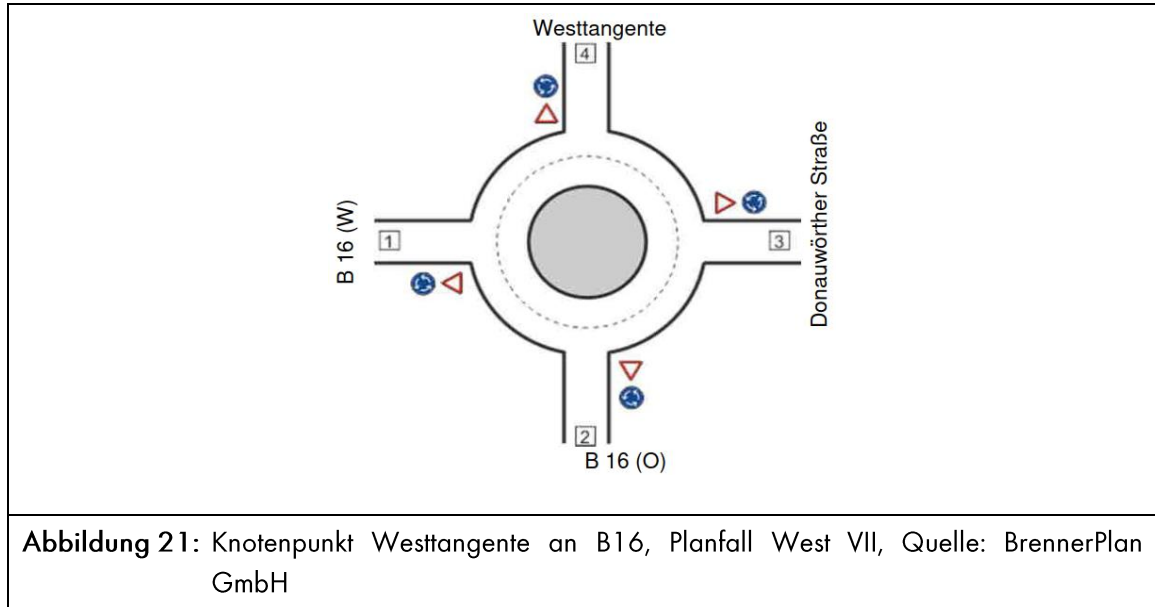 Westtangente
4
Donauwörther Straße
B 16 (W)
1
3
2
B 16 (O)
Abbildung 21: Knotenpunkt Westtangente an B16, Planfall West VII, Quelle: BrennerPlan
GmbH